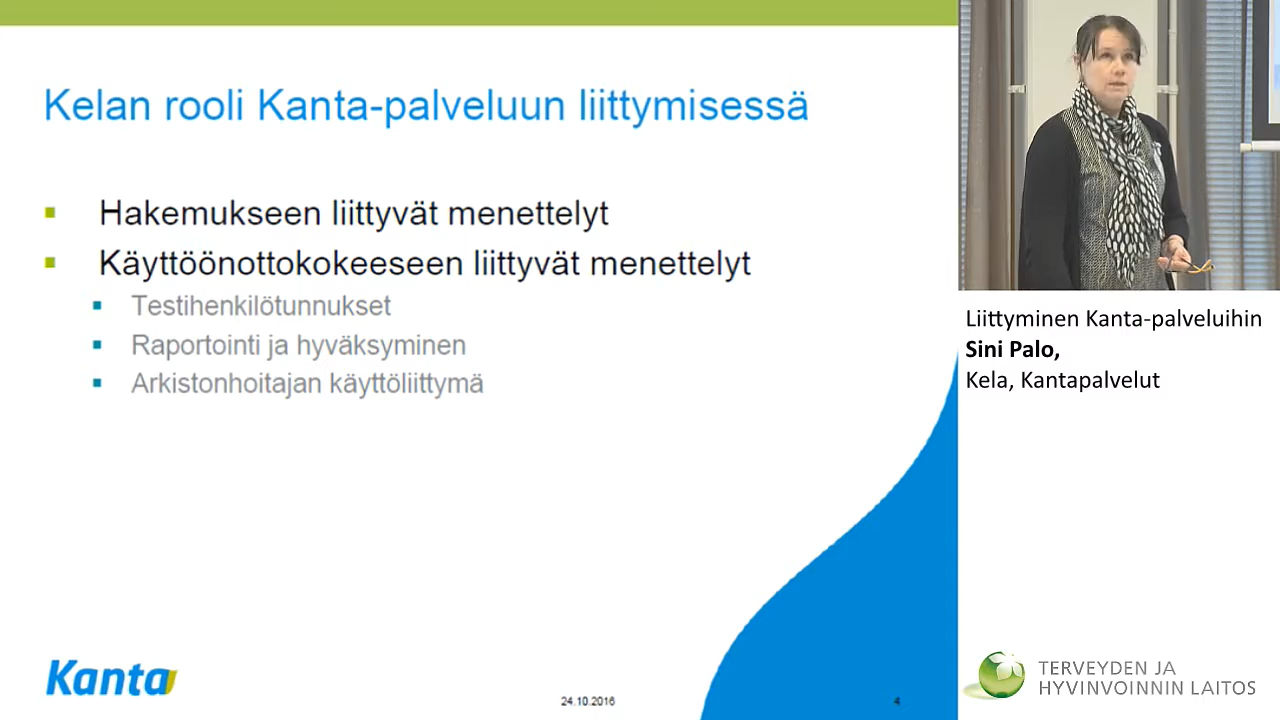 Kelan rooli Kanta-palveluun liittymisessä
Hakemukseen liittyvät menettelyt
Käyttöönottokokeeseen liittyvät menettelyt
Testihenkilötunnukset
Raportointi ja hyväksyminen
Arkistonhoitajan käyttöliittymä
Kanta
24.10.2016
4
Liittyminen Kanta-palveluihin
Sini Palo,
Kela, Kantapalvelut
TERVEYDEN JA
HYVINVOINNIN LAITOS